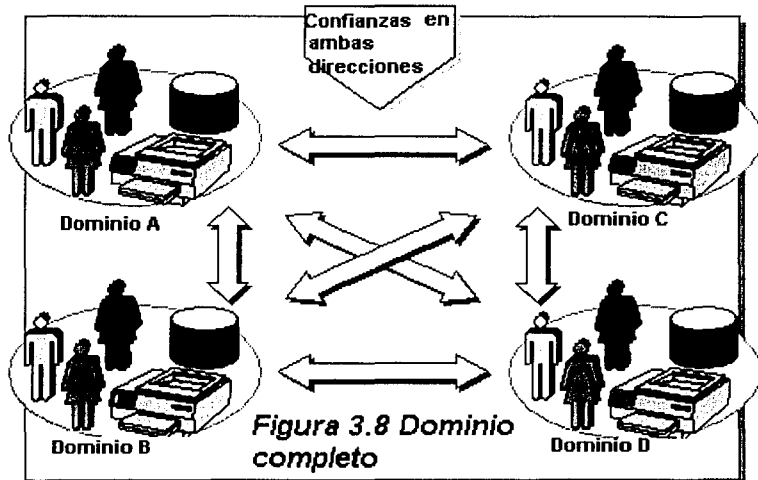 Confianzas en
ambas
direcciones
Dominio A
Dominio C
Dominio B
Figura 3.8 Dominio
completo
Dominio D